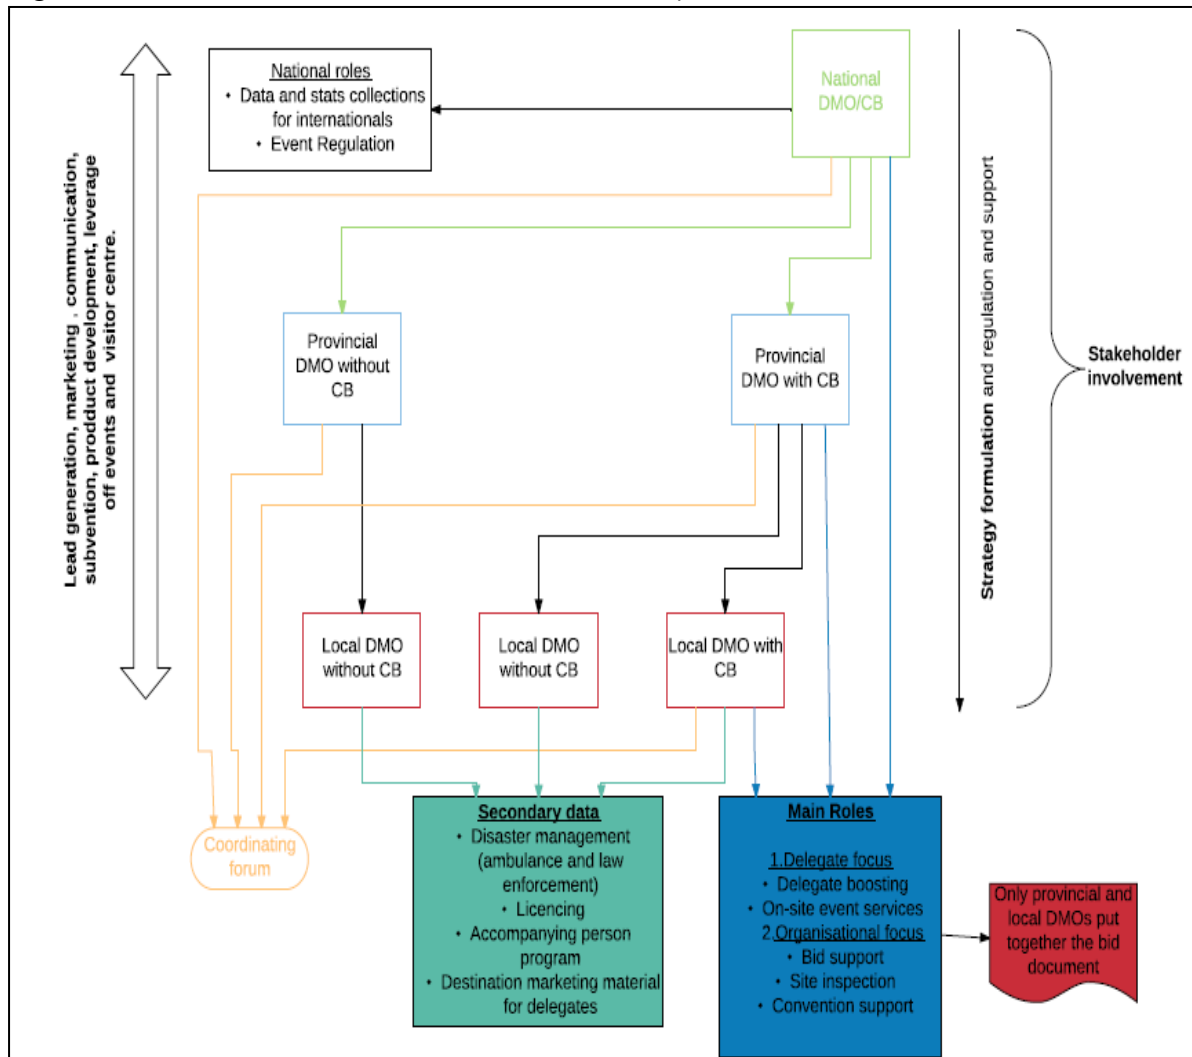 National roles
• Data and stats collections
for internationals
• Event Regulation
National
DMO/CB
Lead generation, marketing , communication,
subvention, prodduct development, leverage
off events and visitor centre.
Strategy formulation and regulation and support
Stakeholder
involvement
Provincial
DMO without
CB
Provincial
DMO with CB
Local DMO
without CB
Local DMO
without CB
Local DMO with
CB
Coordinating
forum
Secondary data
• Disaster management
(ambulance and law
enforcement)
• Licencing
• Accompanying person
program
• Destination marketing material
for delegates
Main Roles
1.Delegate focus
• Delegate boosting
• On-site event services
2.Organisational focus
• Bid support
• Site inspection
• Convention support
Only provincial and
local DMOs put
together the bid
document